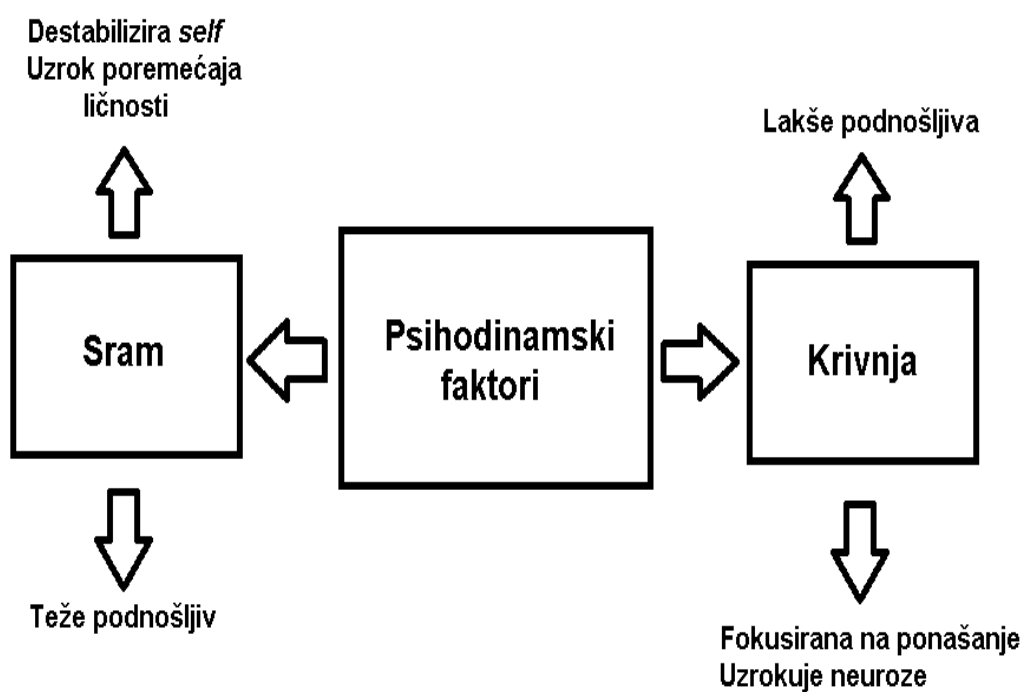 Destabilizira self
Uzrok poremećaja
ličnosti
Lakše podnošljiva
Sram
Psihodinamski
faktori
Krivnja
Teže podnošljiv
Fokusirana na ponašanje
Uzrokuje neuroze